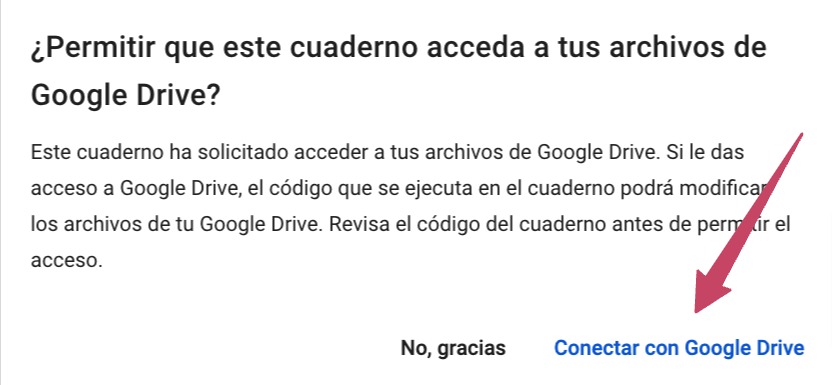 ¿Permitir que este cuaderno acceda a tus archivos de
Google Drive?
Este cuaderno ha solicitado acceder a tus archivos de Google Drive. Si le das
acceso a Google Drive, el código que se ejecuta en el cuaderno podrá modificar
los archivos de tu Google Drive. Revisa el código del cuaderno antes de permitir el
acceso.
No, gracias
Conectar con Google Drive